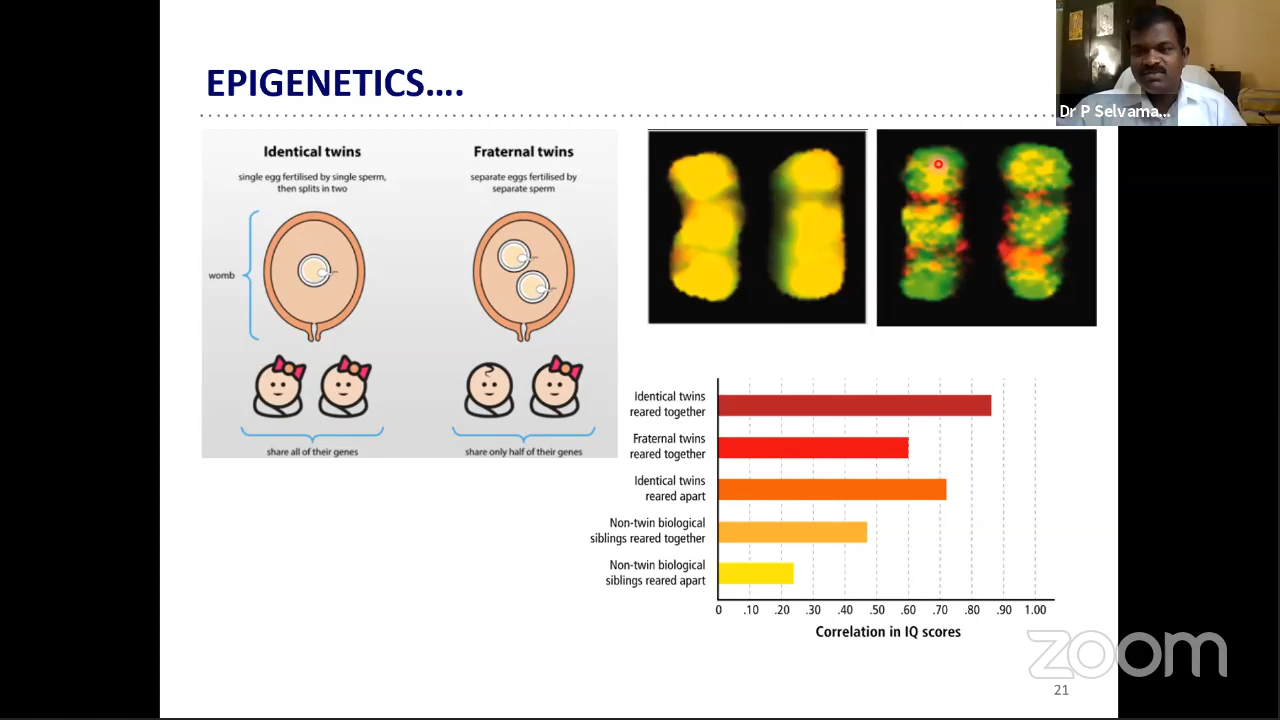 EPIGENETICS....
Dr P Selvama...
Identical twins
single egg fertilised by single sperm,
then splits in two
Fraternal twins
separate eggs fertilised by
separate sperm
womb
share all of their genes
share only half of their genes
Identical twins
reared together
Fraternal twins
reared together
Identical twins
reared apart
Non-twin biological
siblings reared together
Non-twin biological
siblings reared apart
0 .10 .20 .30 .40 .50 .60 .70 .80 .90 1.00
Correlation in IQ scores
zoom
21